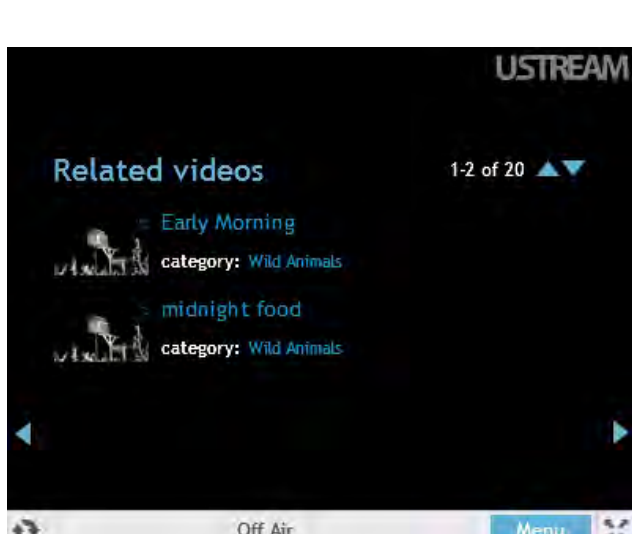 USTREAM
Related videos
1-2 of 20
Early Morning
category: Wild Animals
midnight food
category: Wild Animals
Off Air
Menu